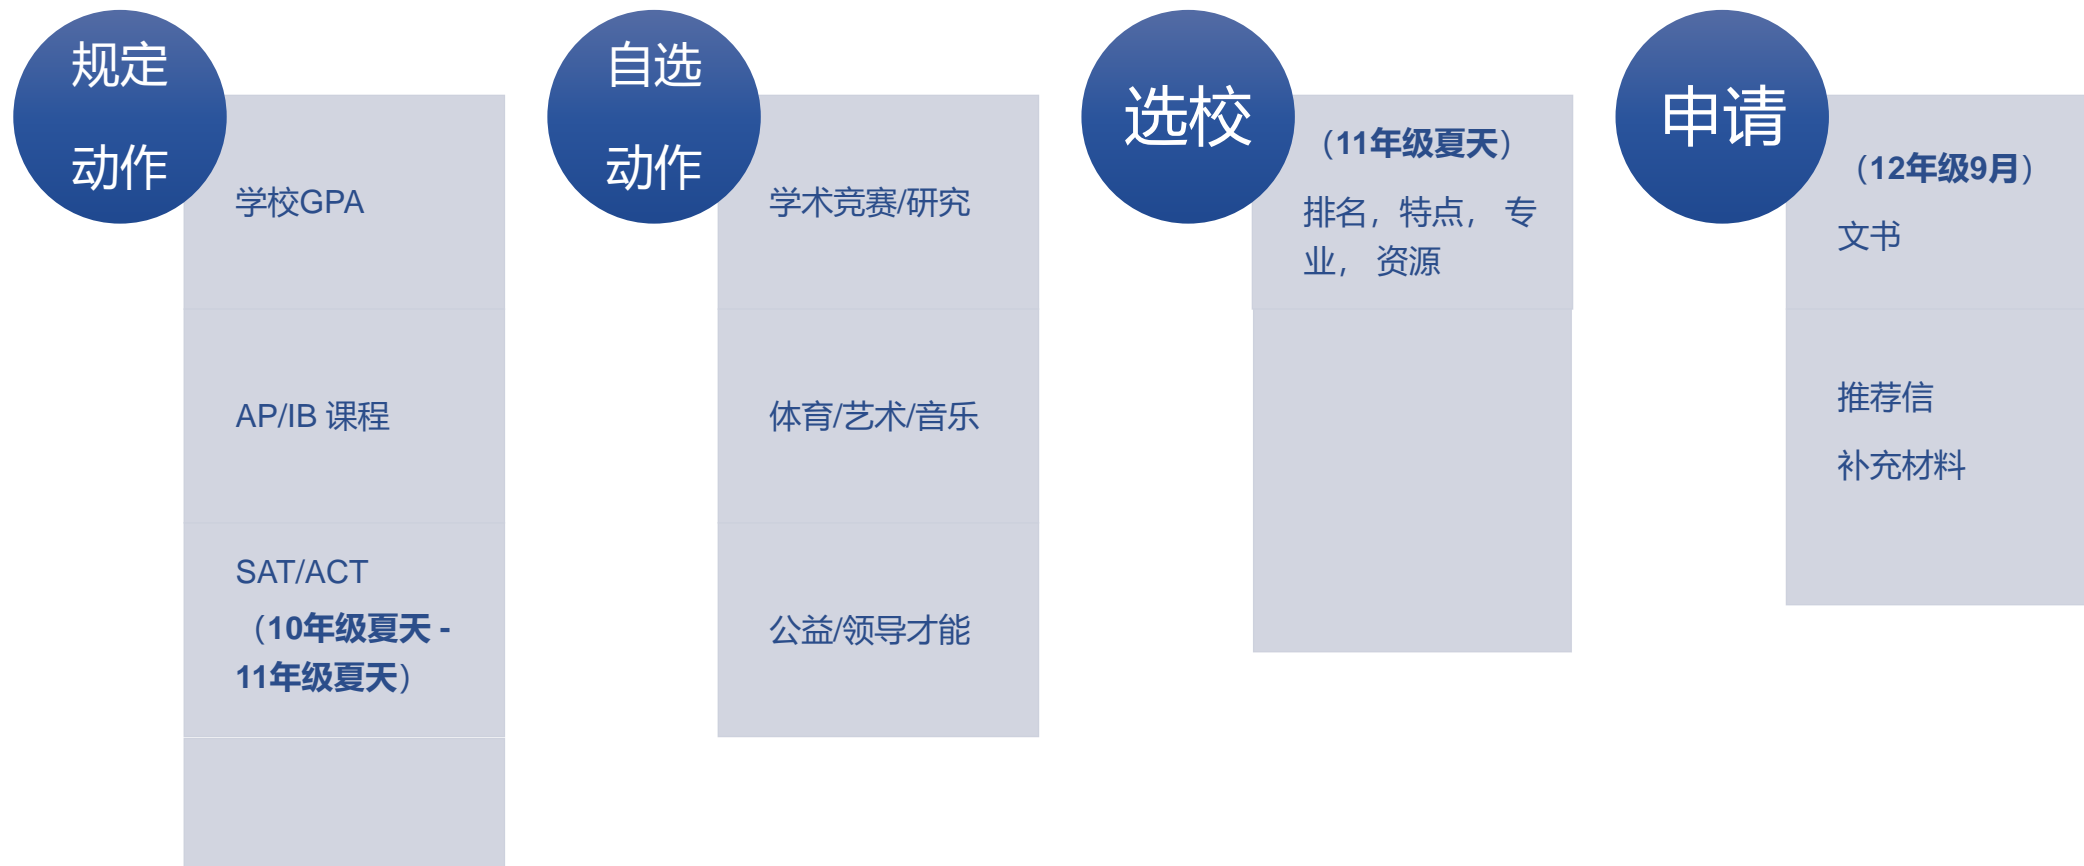 规定
动作
学校GPA
AP/IB 课程
SAT/ACT
（10年级夏天 -
11年级夏天）
自选
动作
学术竞赛/研究
体育/艺术/音乐
公益/领导才能
选校
（11年级夏天）
排名，特点， 专
业， 资源
申请
（12年级9月）
文书
推荐信
补充材料